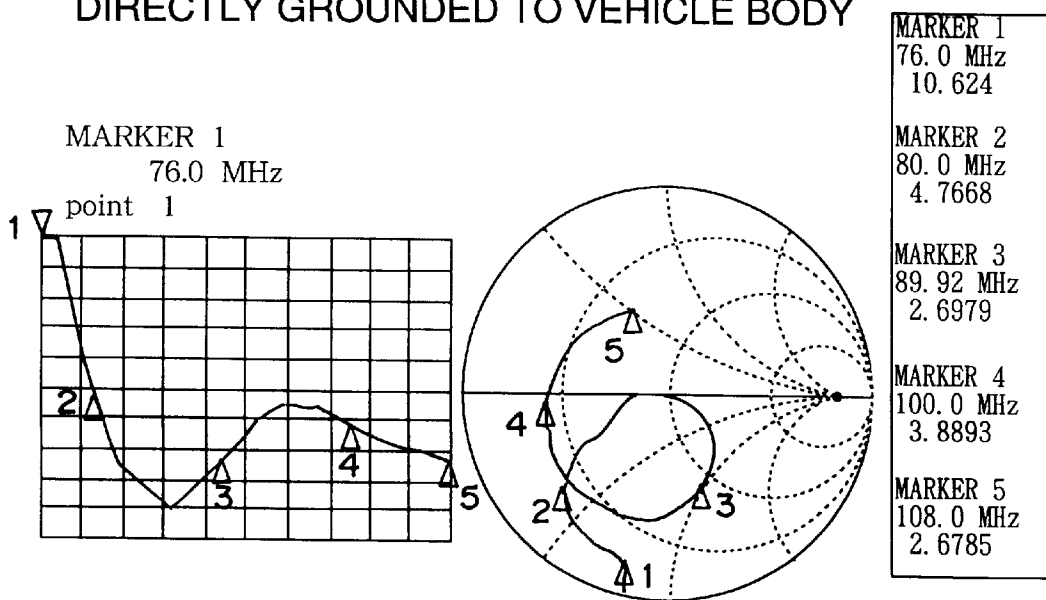 DIRECTLY GROUNDED TO VEHICLE BODY
MARKER 1
76.0 MHz
point 1
1
2
3
4
5
5
4
2
3
1
MARKER 1
76.0 MHz
10.624
MARKER 2
80.0 MHz
4.7668
MARKER 3
89.92 MHz
2.6979
MARKER 4
100.0 MHz
3.8893
MARKER 5
108.0 MHz
2.6785